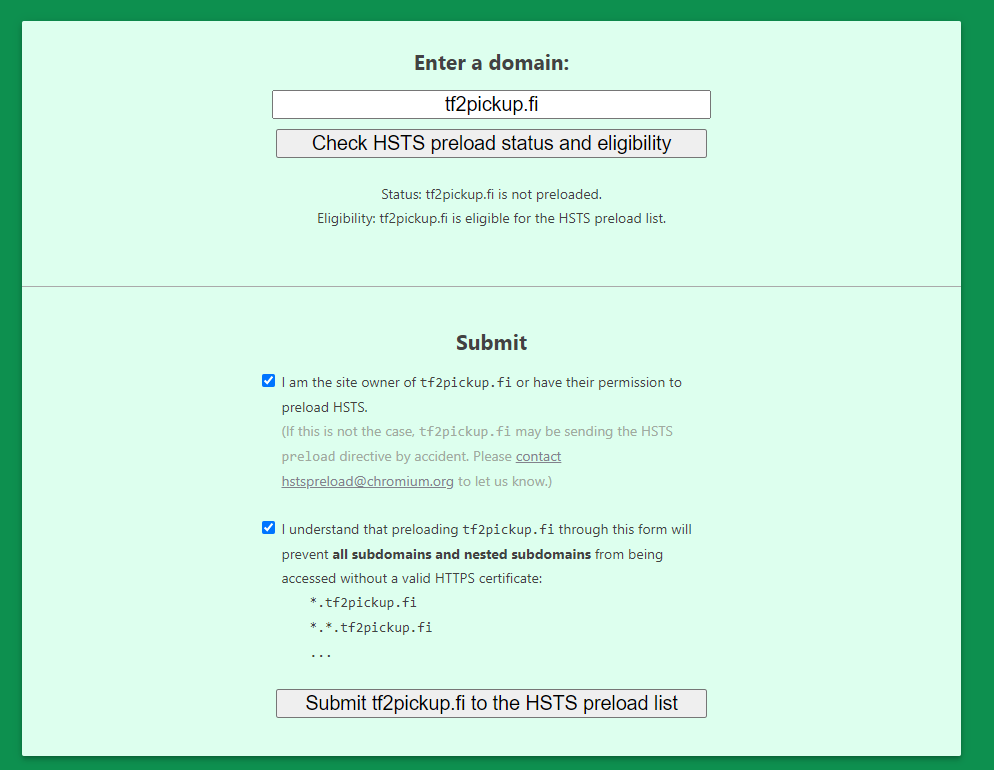 Enter a domain:
tf2pickup.fi
Check HSTS preload status and eligibility
Status: tf2pickup.fi is not preloaded.
Eligibility: tf2pickup.fi is eligible for the HSTS preload list.
Submit
I am the site owner of tf2pickup.fi or have their permission to
preload HSTS.
(If this is not the case, tf2pickup.fi may be sending the HSTS
preload directive by accident. Please contact
hstspreload@chromium.org to let us know.)
I understand that preloading tf2pickup.fi through this form will
prevent all subdomains and nested subdomains from being
accessed without a valid HTTPS certificate:
*.tf2pickup.fi
*.*.tf2pickup.fi
...
Submit tf2pickup.fi to the HSTS preload list